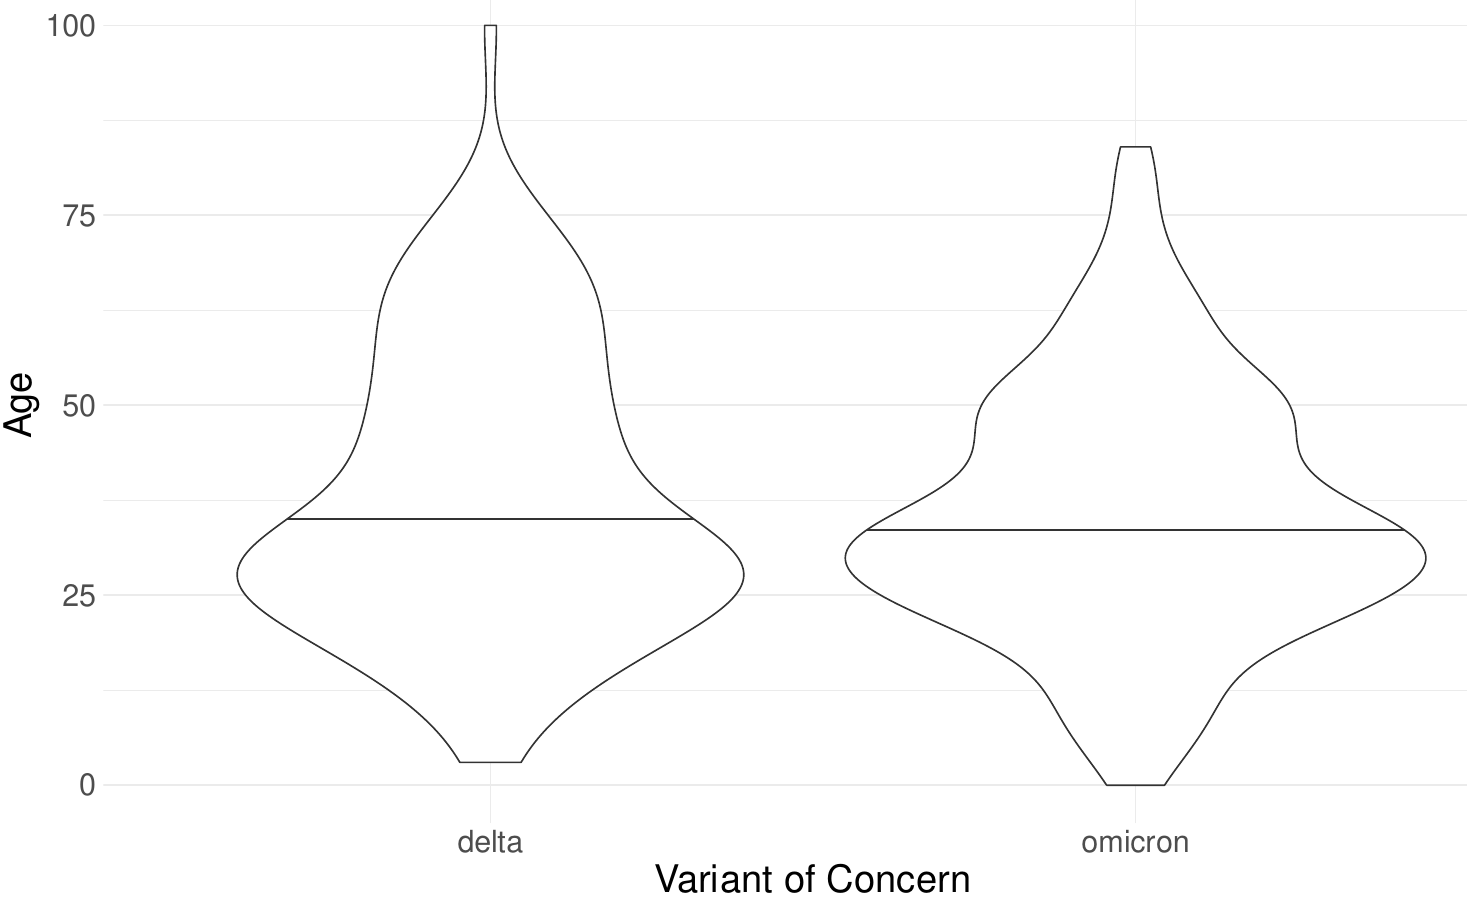 100
75
50
25
0
Age
delta
omicron
Variant of Concern